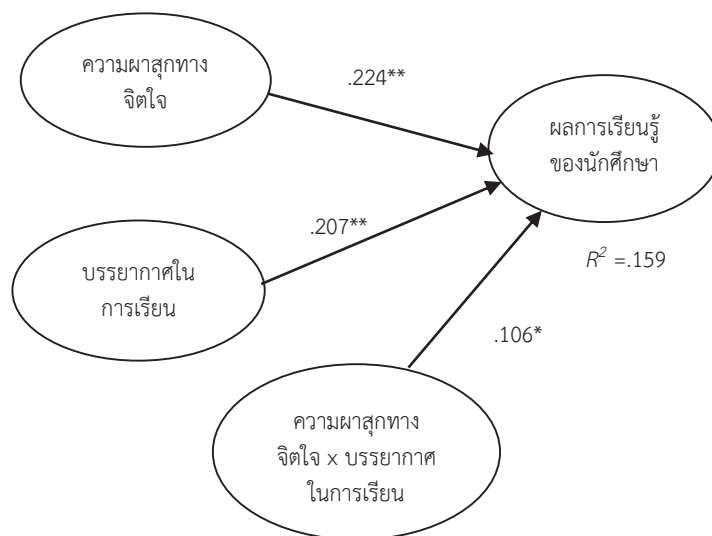 ความผาสุกทาง
จิตใจ
.224**
ผลการเรียนรู้
ของนักศึกษา
.207**
บรรยากาศใน
การเรียน
R² =.159
.106*
ความผาสุกทาง
จิตใจ x บรรยากาศ
ในการเรียน